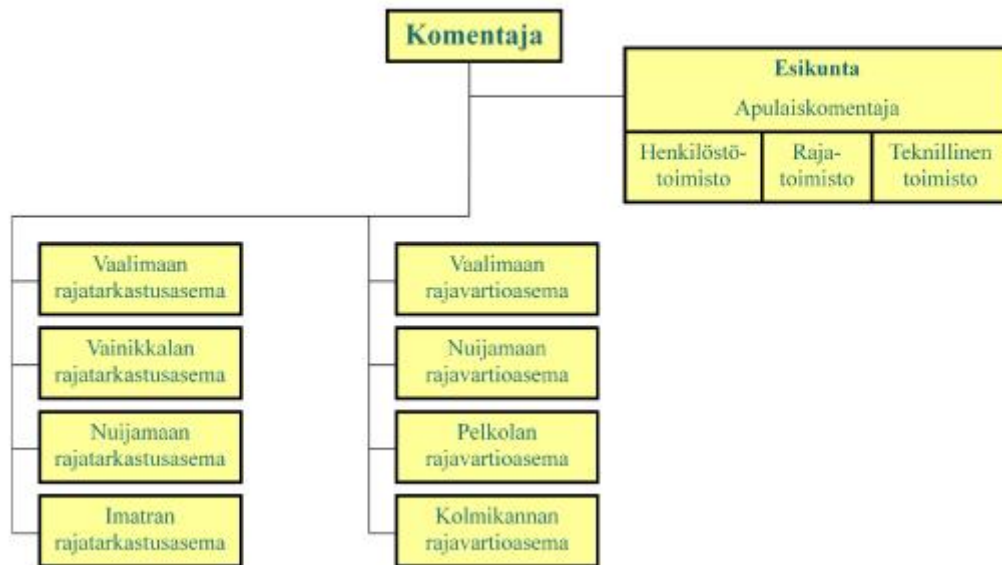 Komentaja
Esikunta
Apulaiskomentaja
Henkilöstö-
toimisto
Raja-
toimisto
Teknillinen
toimisto
Vaalimaan
rajatarkastusasema
Vainikkalan
rajatarkastusasema
Nuijamaan
rajatarkastusasema
Imatran
rajatarkastusasema
Vaalimaan
rajavartioasema
Nuijamaan
rajavartioasema
Pelkolan
rajavartioasema
Kolmikannan
rajavartioasema